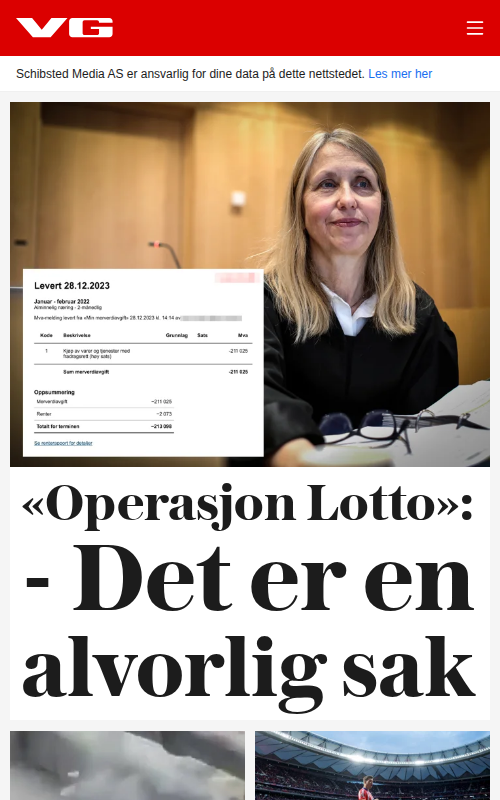 VG
Schibsted Media AS er ansvarlig for dine data på dette nettstedet. Les mer her
Levert 28.12.2023
Januar - februar 2022
Alminnelig næring - 2-månedlig
Mva-melding levert fra «Min merverdiavgift» 28.12.2023 kl. 14.14 av
Kode Beskrivelse Grunnlag Sats Mva
1 Kjøp av varer og tjenester med -211 025
fradragsrett (høy sats)
Sum merverdiavgift -211 025
Oppsummering
Merverdiavgift −211 025
Renter −2 073
Totalt for terminen −213 098
Se renterapport for detaljer
«Operasjon Lotto»:
- Det er en
alvorlig sak